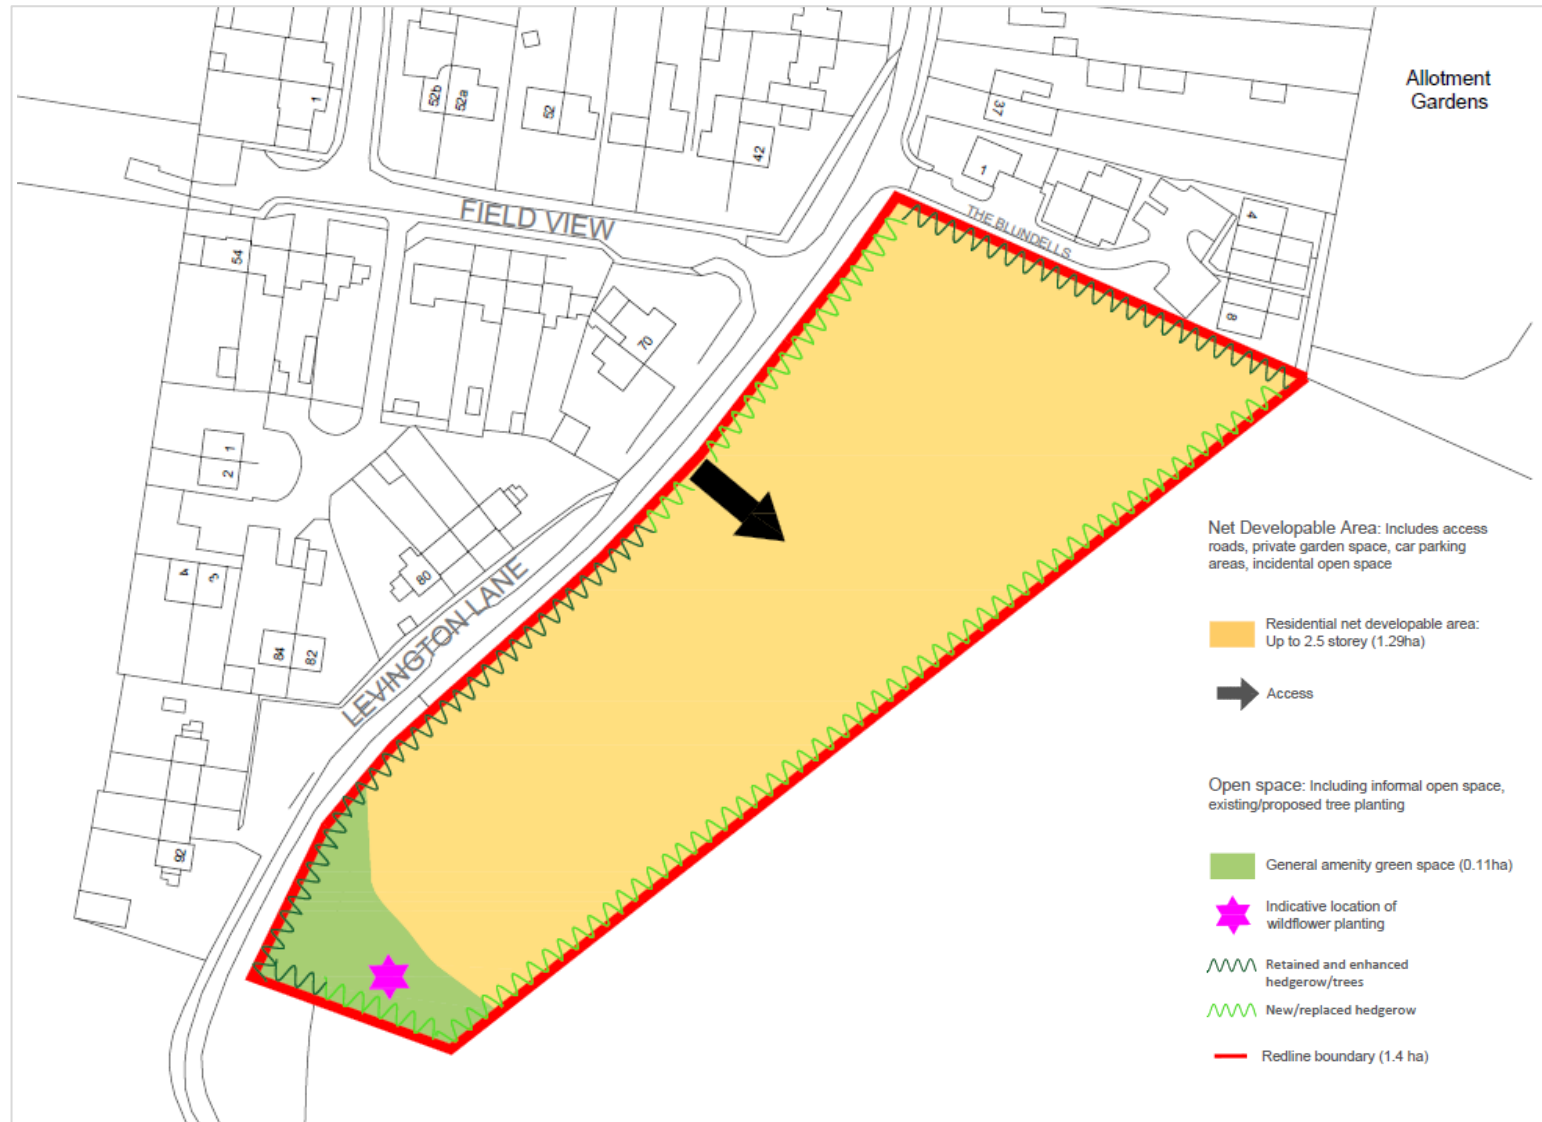 1
52b
52a
52
42
37
1
4
8
Allotment
Gardens
FIELD VIEW
THE BLUNDELLS
54
70
1
2
4
80
84
82
92
LEVINGTON LANE
Net Developable Area: Includes access
roads, private garden space, car parking
areas, incidental open space
Residential net developable area:
Up to 2.5 storey (1.29ha)
Access
Open space: Including informal open space,
existing/proposed tree planting
General amenity green space (0.11ha)
Indicative location of
wildflower planting
Retained and enhanced
hedgerow/trees
New/replaced hedgerow
Redline boundary (1.4 ha)